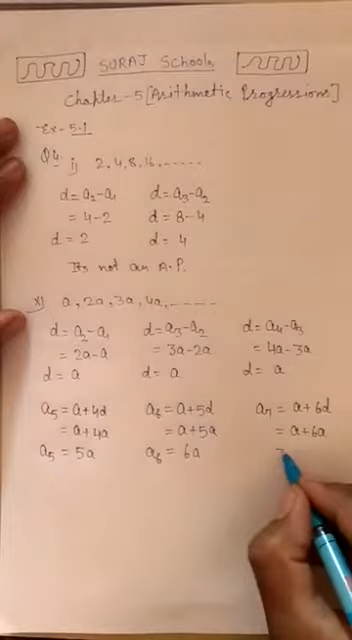 SURAJ Schools
Chapter-5 [Arithmetic Progressions]
Ex-5.1
Q4. i) 2, 4, 8, 16, ......
d = a₂-a₁ d = a₃-a₂
= 4-2 d = 8-4
d = 2 d = 4
Its not an A.P.
x) a, 2a, 3a, 4a, ......
d = a₂-a₁ d = a₃-a₂ d = a₄-a₃
= 2a-a = 3a-2a = 4a-3a
d = a d = a d = a
a₅ = a+4d a₆ = a+5d a₇ = a+6d
= a+4a = a+5a = a+6a
a₅ = 5a a₆ = 6a =